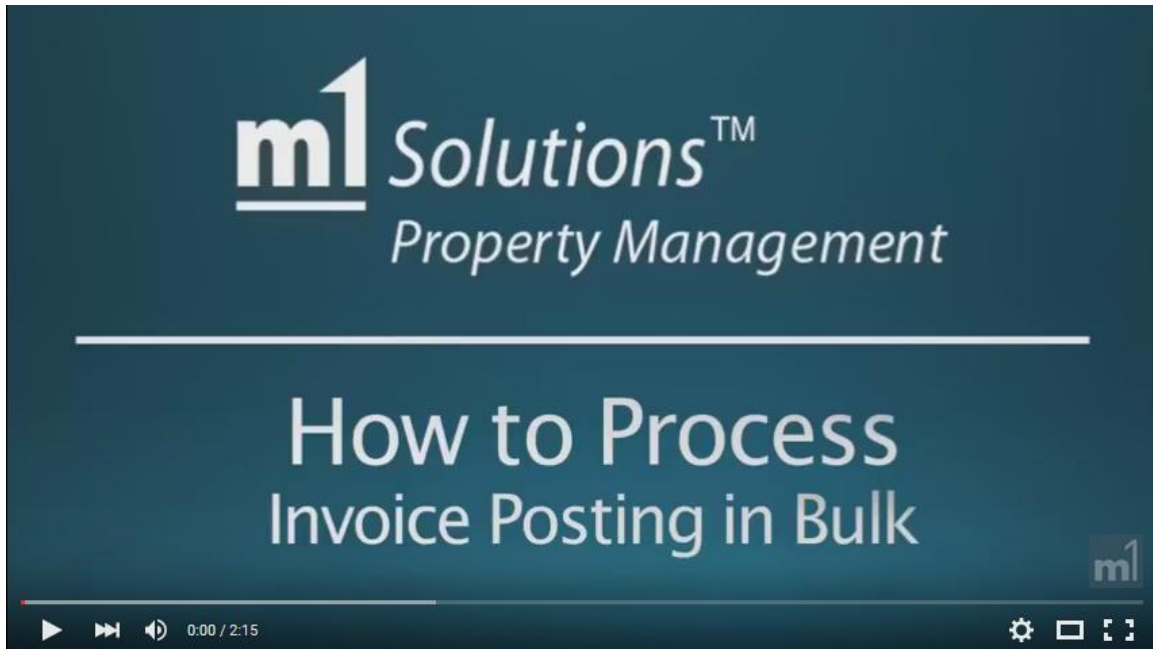 m1 Solutions™
Property Management
How to Process
Invoice Posting in Bulk
m1
0:00 / 2:15